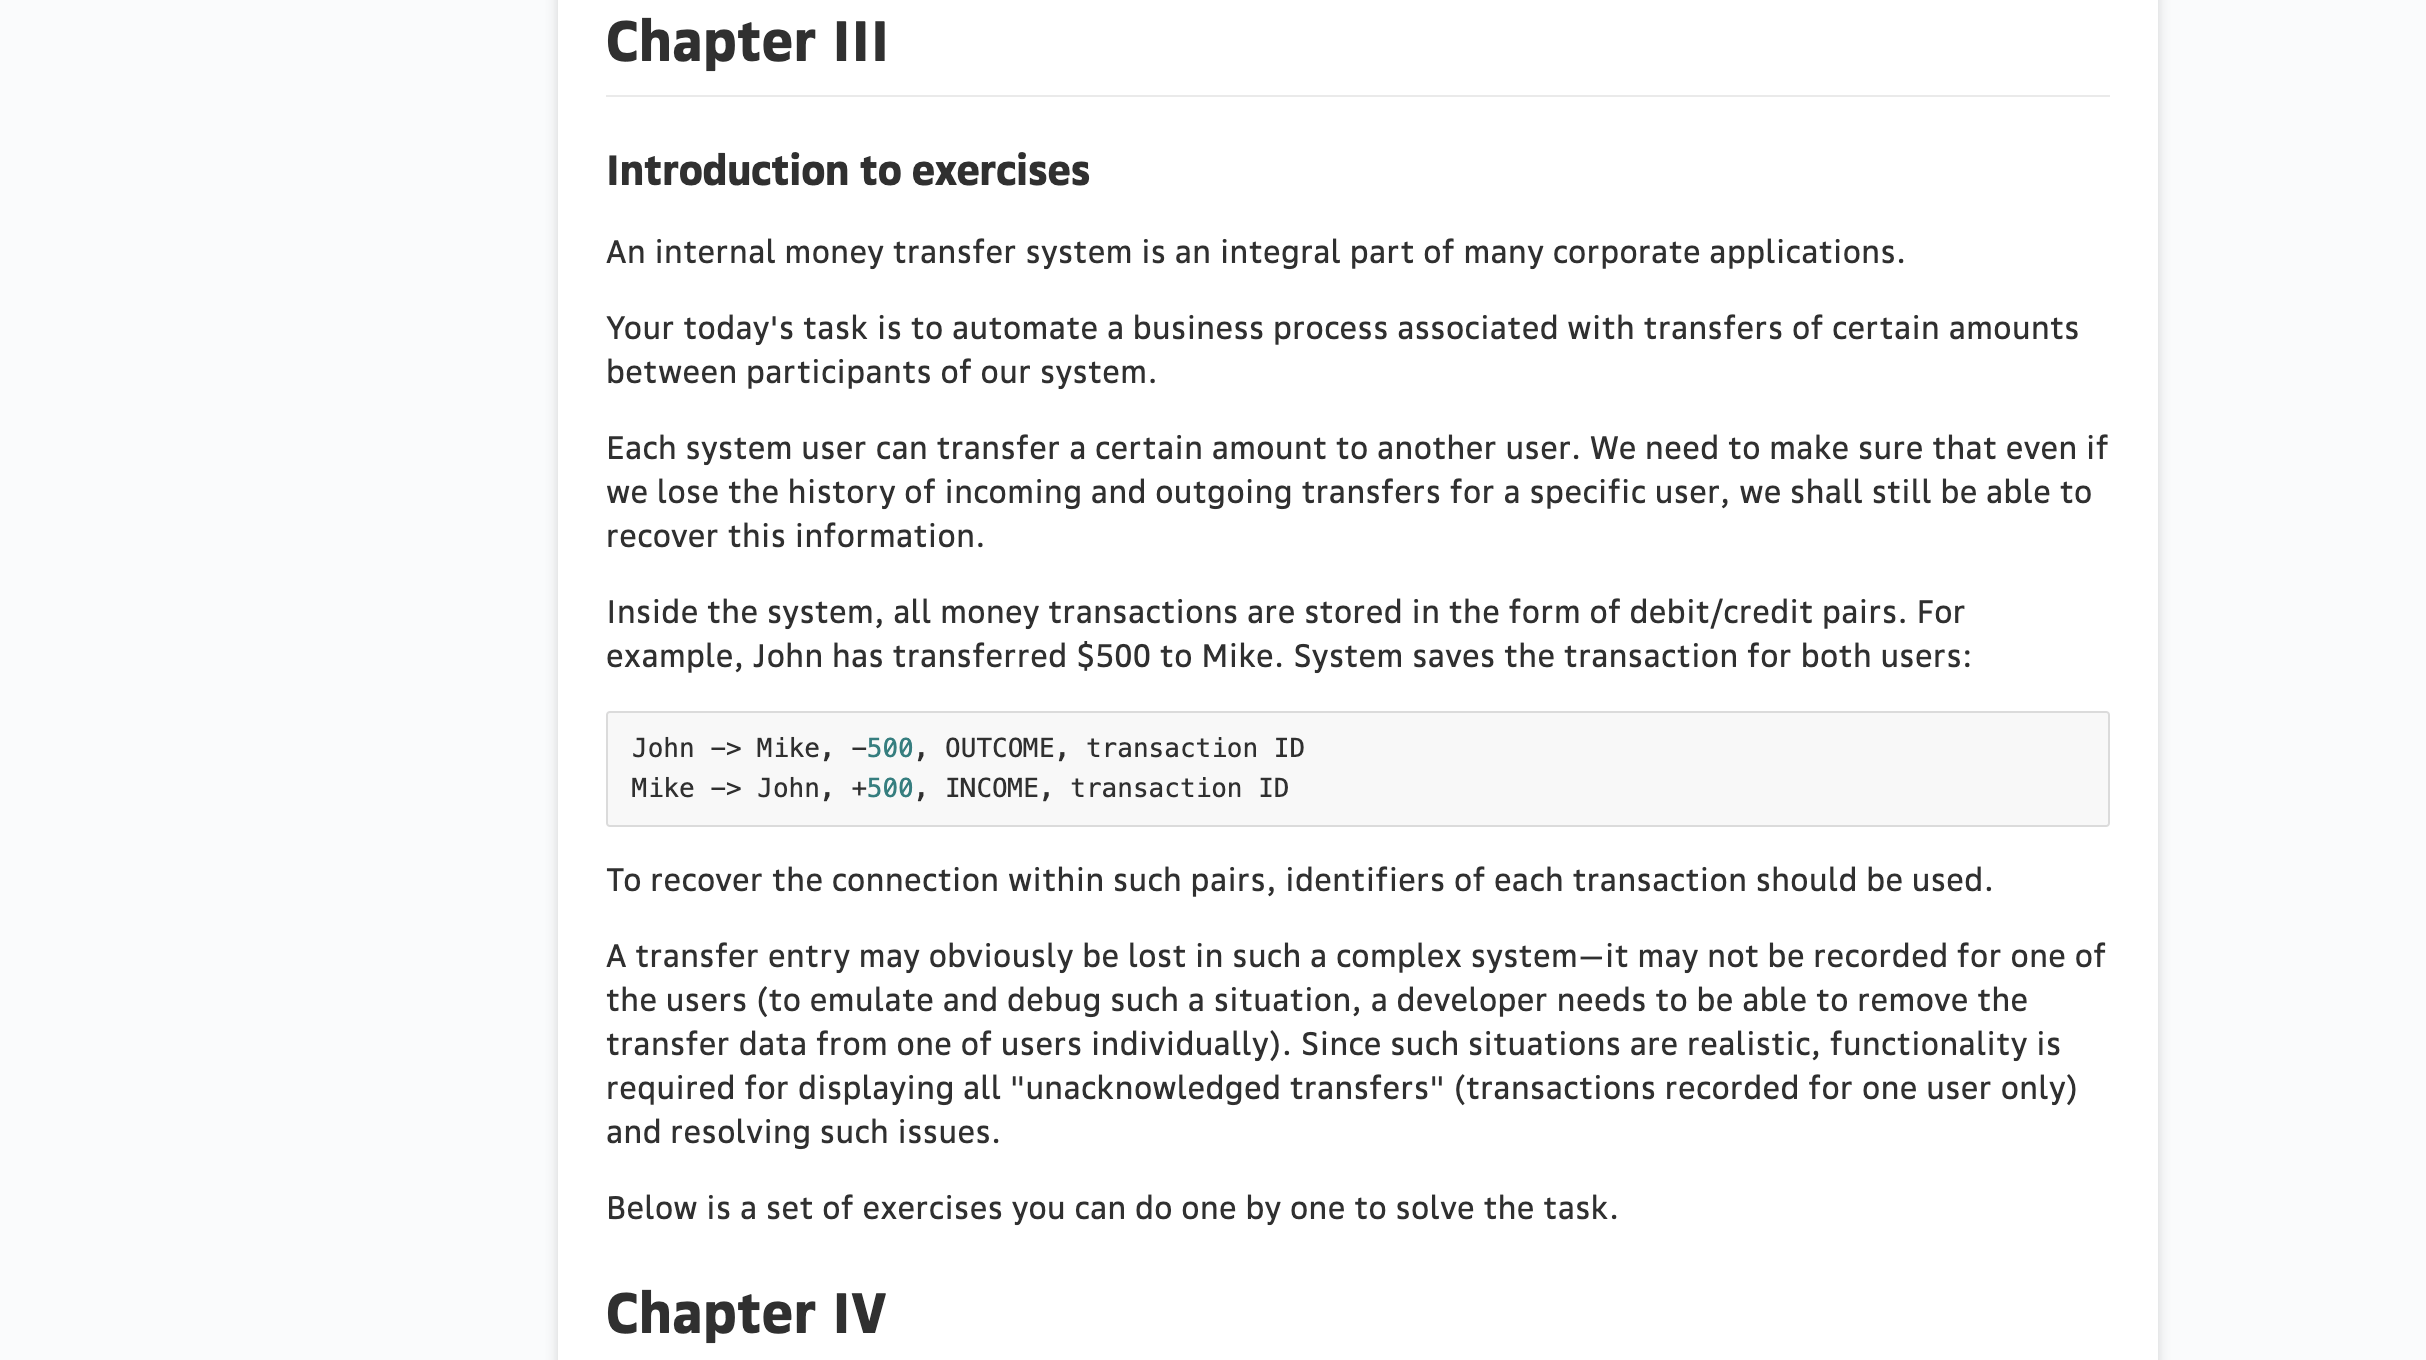 Chapter III
Introduction to exercises
An internal money transfer system is an integral part of many corporate applications.
Your today's task is to automate a business process associated with transfers of certain amounts
between participants of our system.
Each system user can transfer a certain amount to another user. We need to make sure that even if
we lose the history of incoming and outgoing transfers for a specific user, we shall still be able to
recover this information.
Inside the system, all money transactions are stored in the form of debit/credit pairs. For
example, John has transferred $500 to Mike. System saves the transaction for both users:
John -> Mike, -500, OUTCOME, transaction ID
Mike -> John, +500, INCOME, transaction ID
To recover the connection within such pairs, identifiers of each transaction should be used.
A transfer entry may obviously be lost in such a complex system—it may not be recorded for one of
the users (to emulate and debug such a situation, a developer needs to be able to remove the
transfer data from one of users individually). Since such situations are realistic, functionality is
required for displaying all "unacknowledged transfers" (transactions recorded for one user only)
and resolving such issues.
Below is a set of exercises you can do one by one to solve the task.
Chapter IV